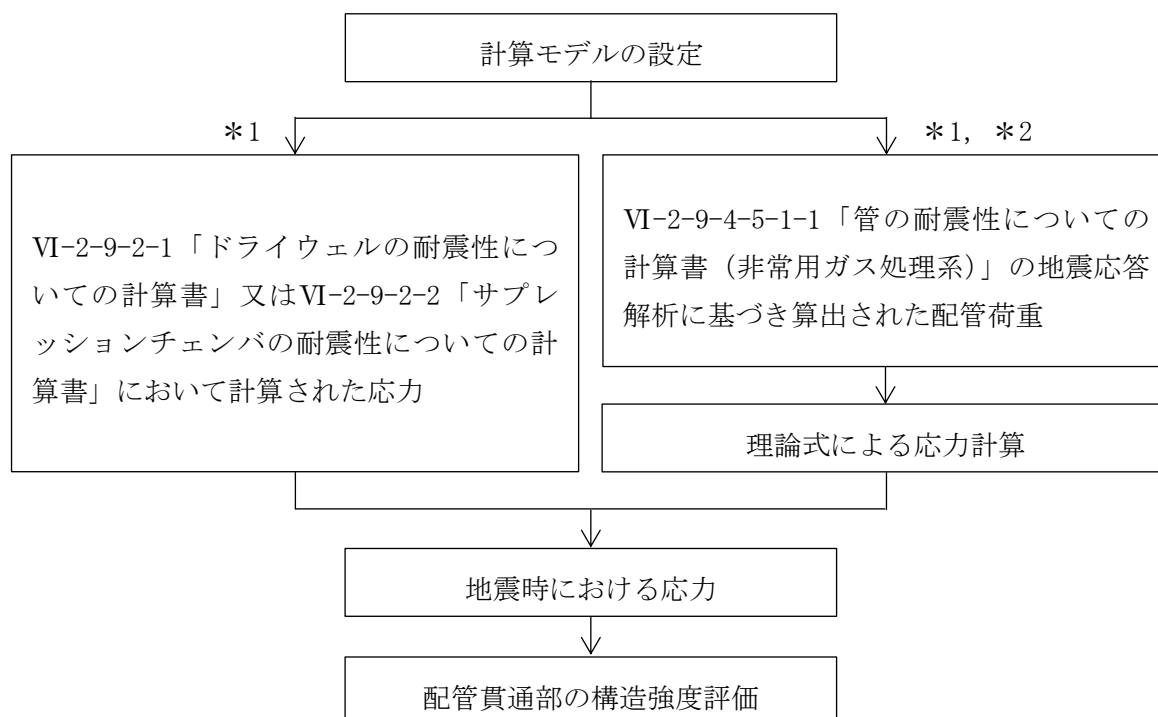 計算モデルの設定
＊1
＊1，＊2
Ⅵ-2-9-2-1「ドライウェルの耐震性につ
いての計算書」又はⅥ-2-9-2-2「サプレ
ッションチェンバの耐震性についての計
算書」において計算された応力
Ⅵ-2-9-4-5-1-1「管の耐震性についての
計算書（非常用ガス処理系）」の地震応答
解析に基づき算出された配管荷重
理論式による応力計算
地震時における応力
配管貫通部の構造強度評価